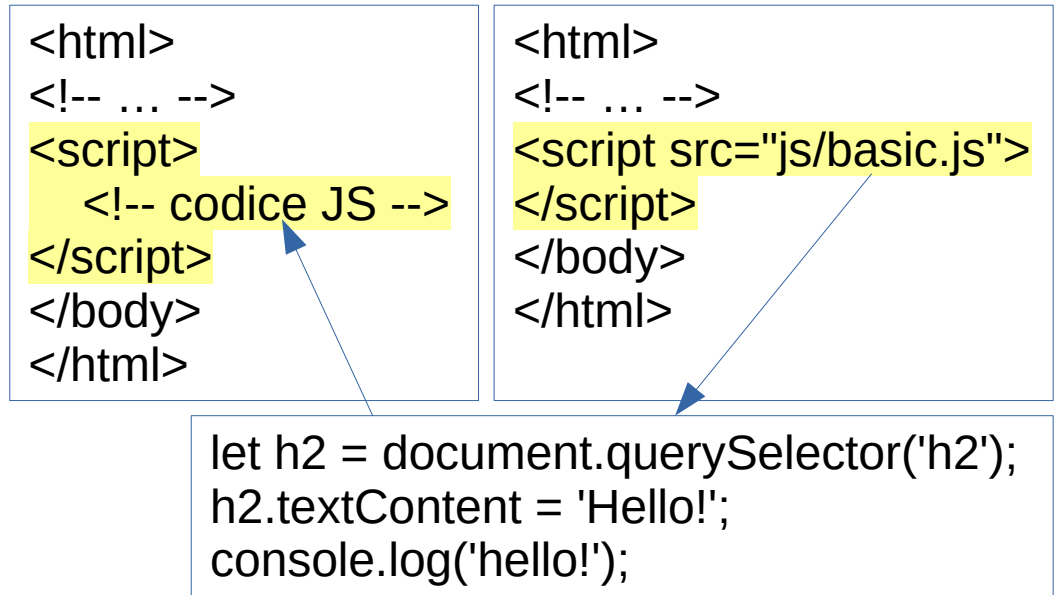 <html>
<!-- … -->
<script>
<!-- codice JS -->
</script>
</body>
</html>
<html>
<!-- … -->
<script src="js/basic.js">
</script>
</body>
</html>
let h2 = document.querySelector('h2');
h2.textContent = 'Hello!';
console.log('hello!');